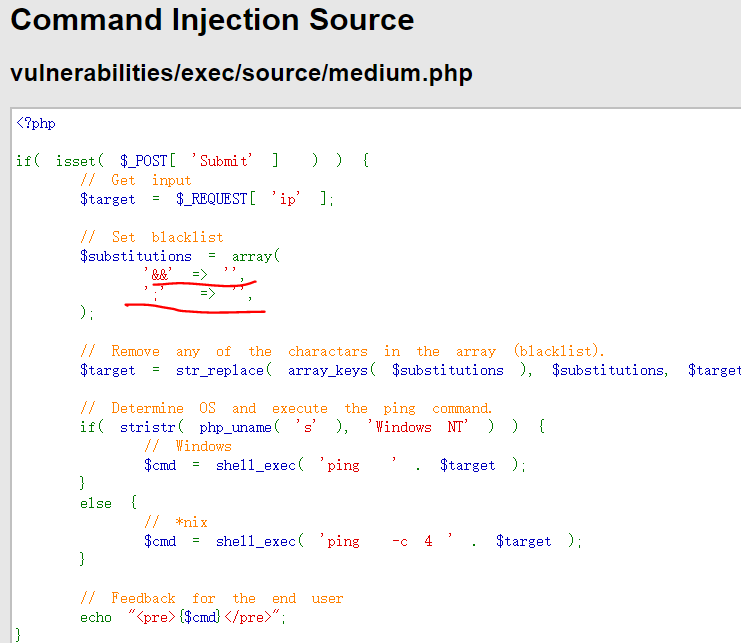 Command Injection Source
vulnerabilities/exec/source/medium.php
<?php
if( isset( $_POST[ 'Submit' ] ) ) {
// Get input
$target = $_REQUEST[ 'ip' ];
// Set blacklist
$substitutions = array(
'&&' => '',
';' => '',
);
// Remove any of the charactars in the array (blacklist).
$target = str_replace( array_keys( $substitutions ), $substitutions, $target
// Determine OS and execute the ping command.
if( stristr( php_uname( 's' ), 'Windows NT' ) ) {
// Windows
$cmd = shell_exec( 'ping ' . $target );
}
else {
// *nix
$cmd = shell_exec( 'ping -c 4 ' . $target );
}
// Feedback for the end user
echo "<pre>{$cmd}</pre>";
}